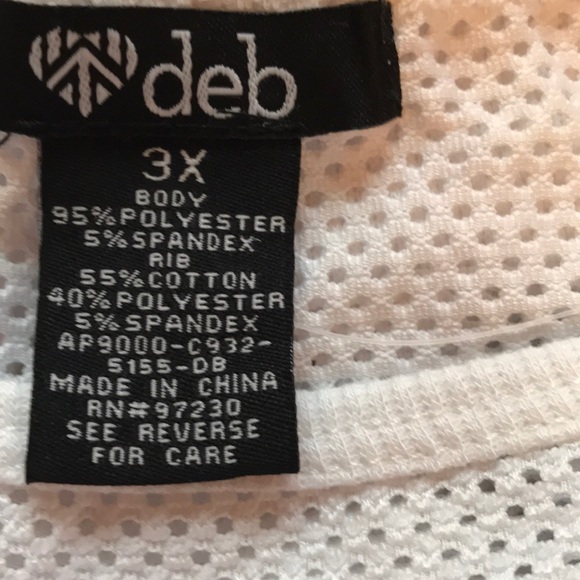 deb
3X
BODY
95%POLYESTER
5%SPANDEX
RIB
55%COTTON
40%POLYESTER
5%SPANDEX
AP9000-C932-
5155-DB
MADE IN CHINA
RN#97230
SEE REVERSE
FOR CARE